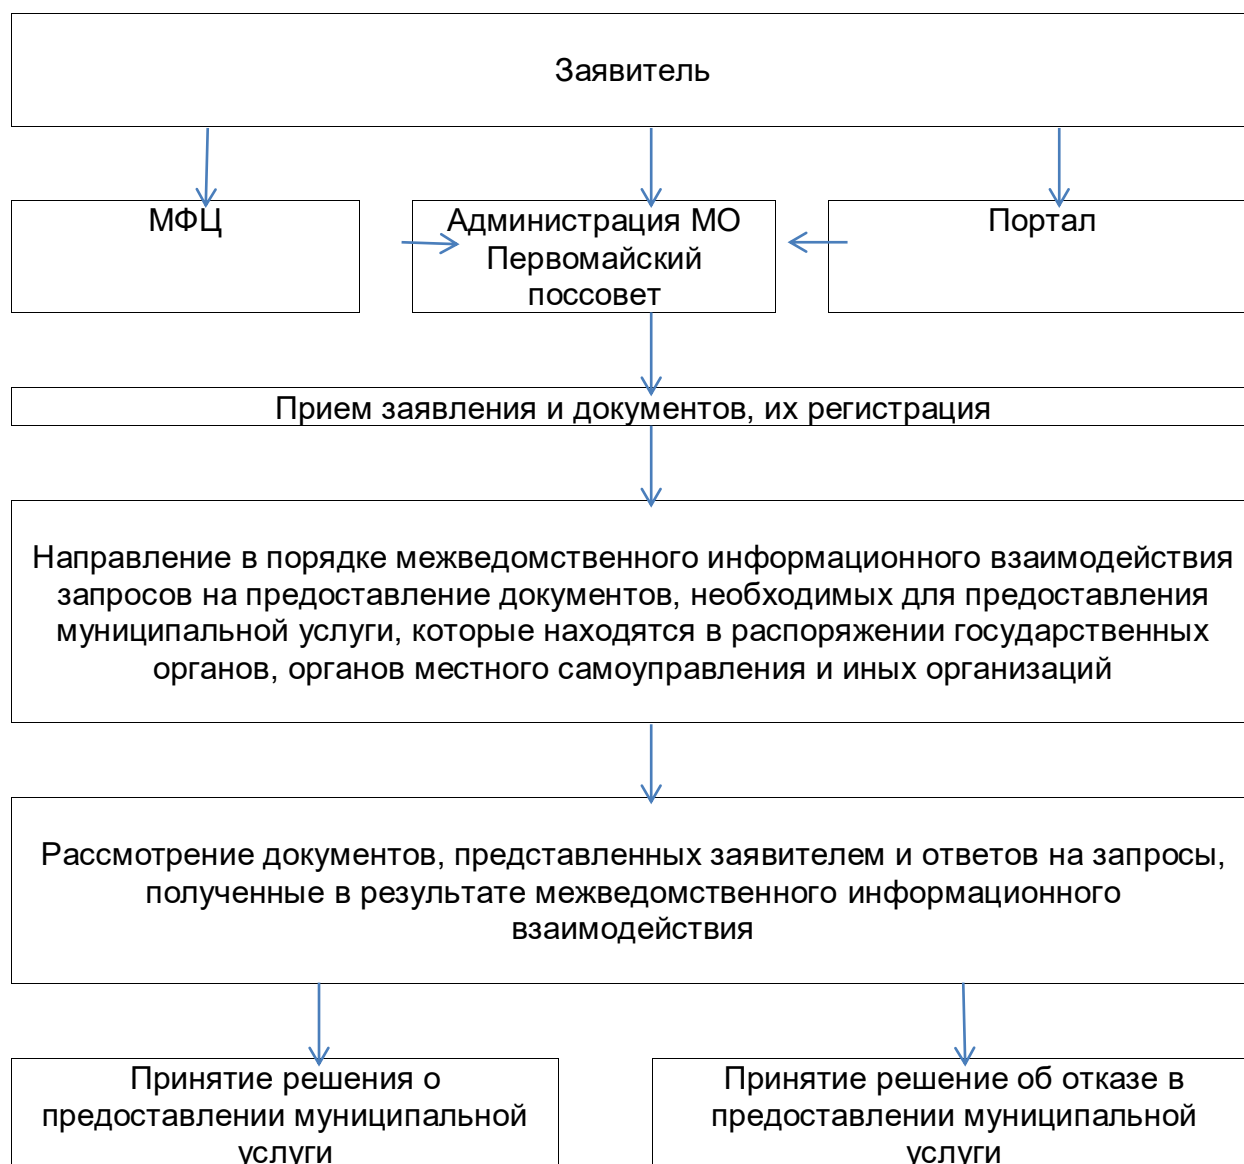 Заявитель
МФЦ
Администрация МО
Первомайский
поссовет
Портал
Прием заявления и документов, их регистрация
Направление в порядке межведомственного информационного взаимодействия
запросов на предоставление документов, необходимых для предоставления
муниципальной услуги, которые находятся в распоряжении государственных
органов, органов местного самоуправления и иных организаций
Рассмотрение документов, представленных заявителем и ответов на запросы,
полученные в результате межведомственного информационного
взаимодействия
Принятие решения о
предоставлении муниципальной
услуги
Принятие решение об отказе в
предоставлении муниципальной
услуги